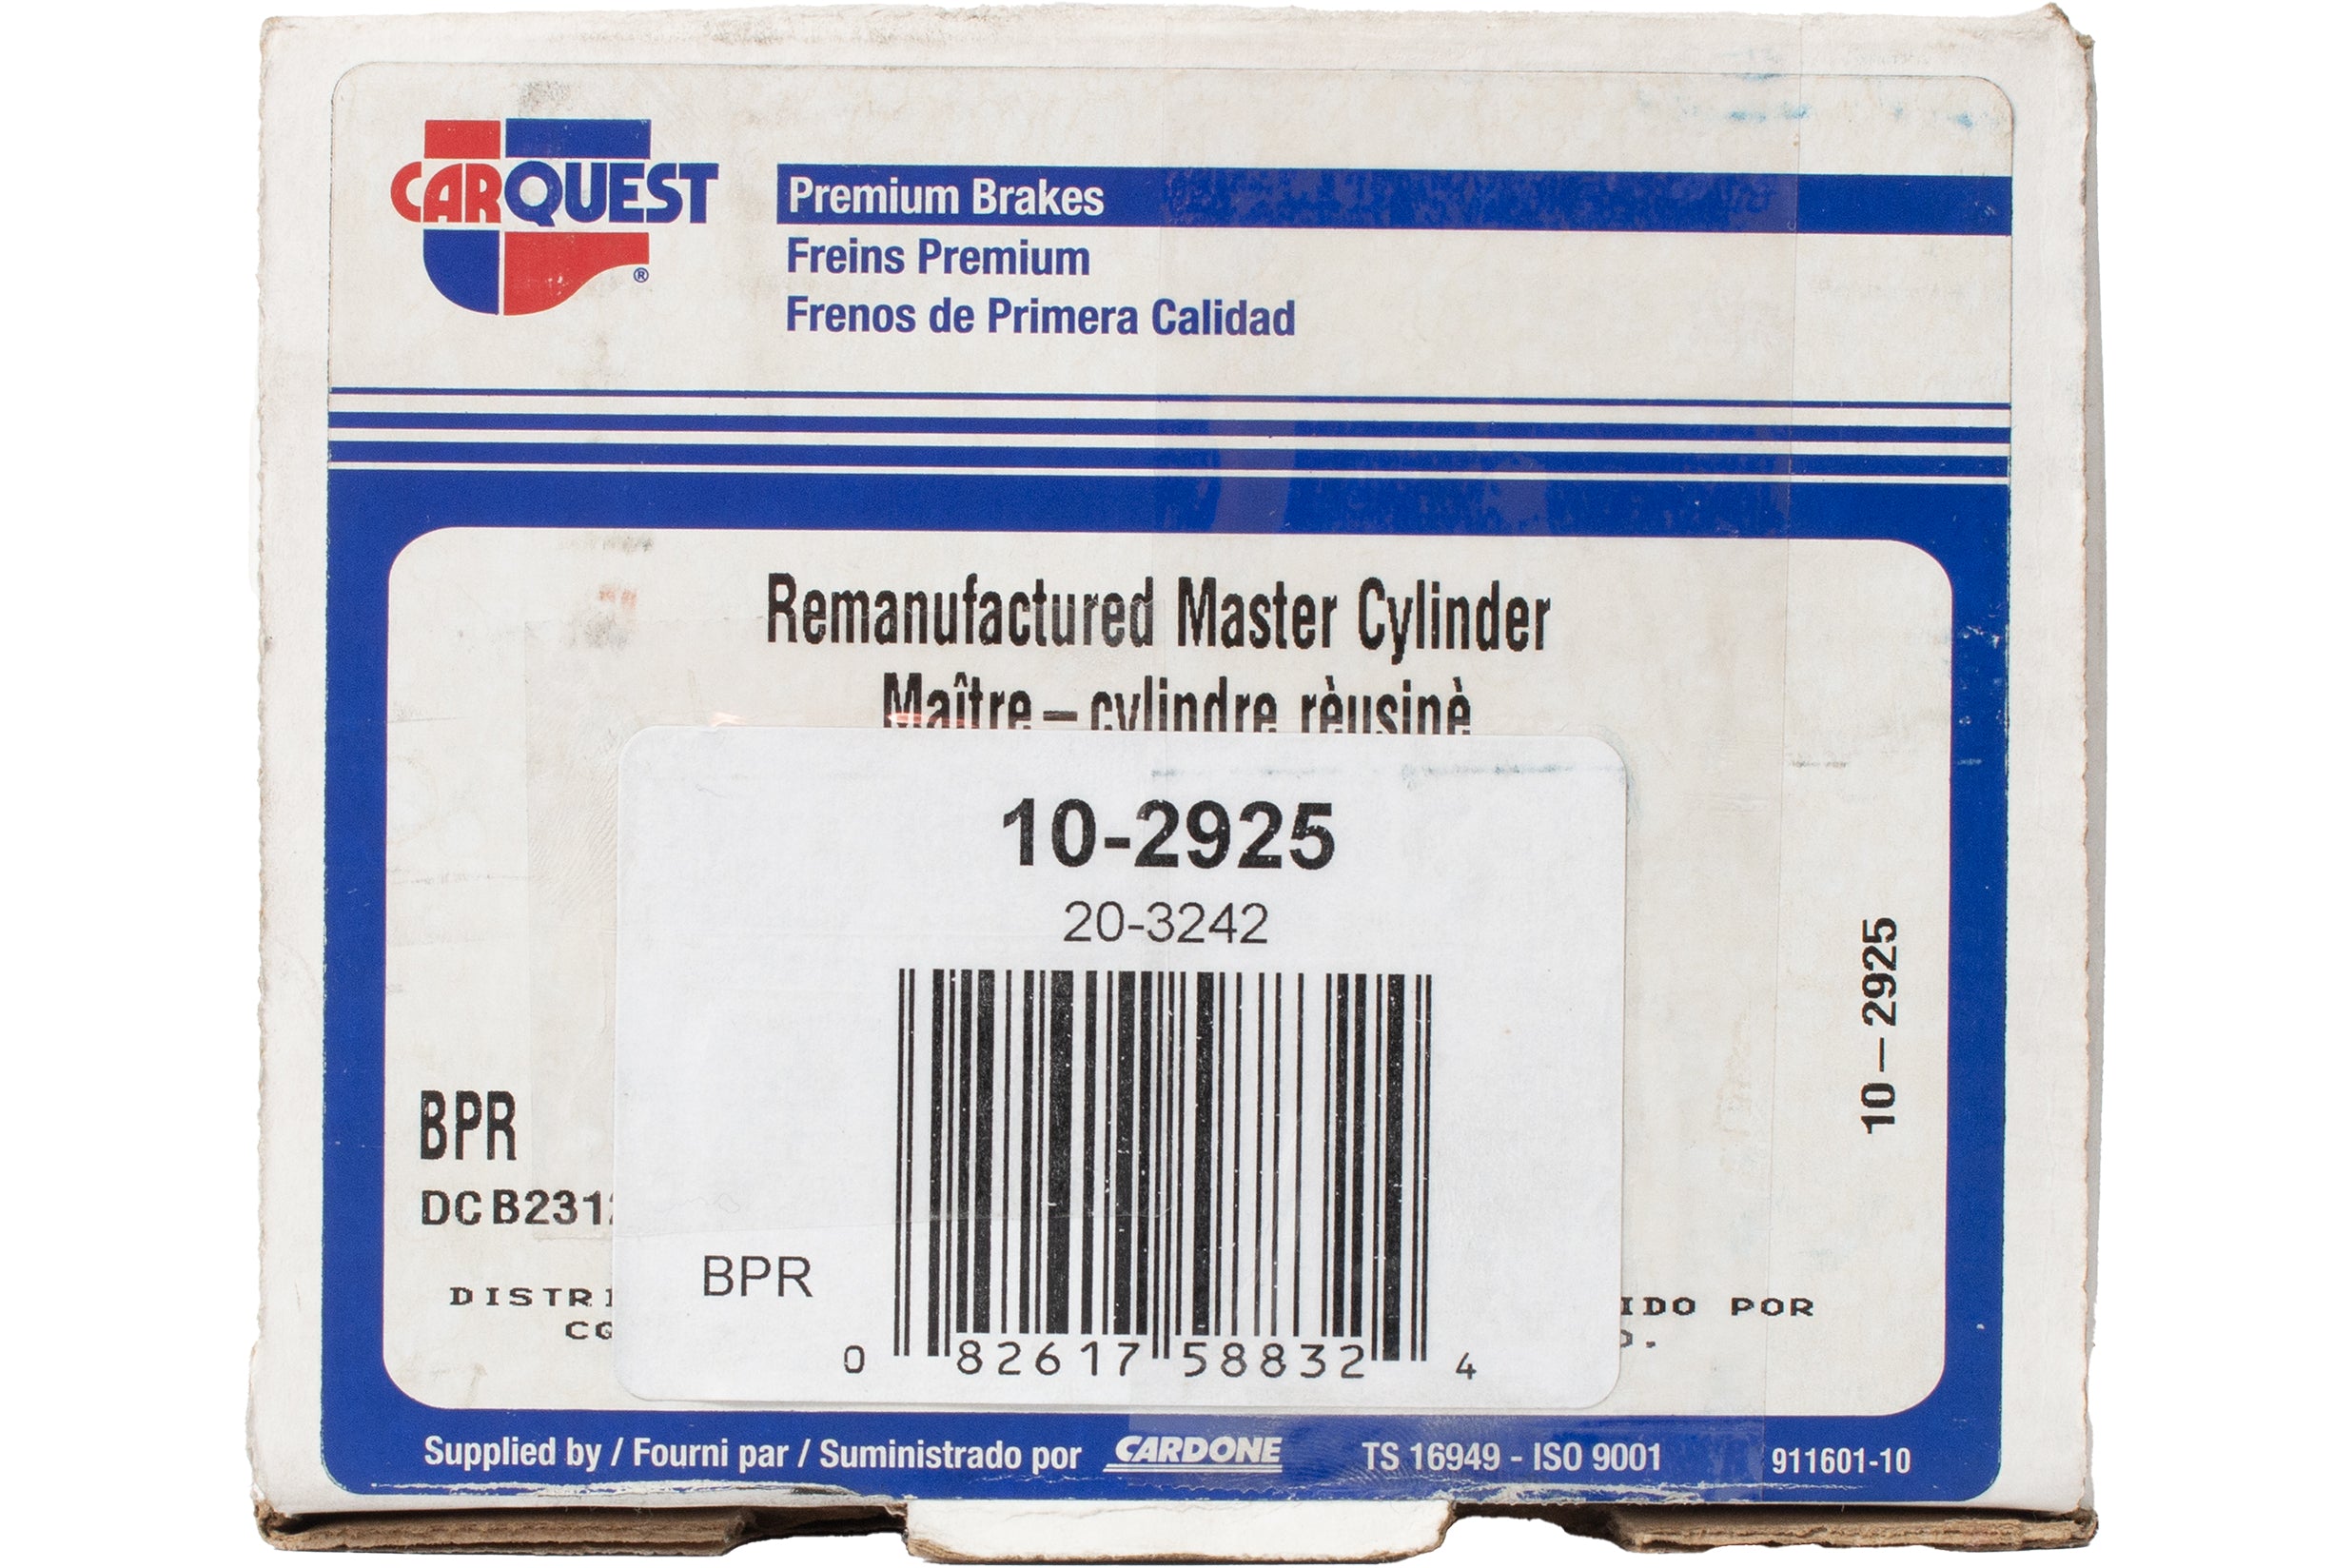 CARQUEST
®
Premium Brakes
Freins Premium
Frenos de Primera Calidad
Remanufactured Master Cylinder
Maître – cylindre rèusinè
10-2925
20-3242
10–2925
BPR
DCB231
BPR
DISTRI
IDO POR
0 82617 58832 4
Supplied by / Fourni par / Suministrado por CARDONE TS 16949 - ISO 9001 911601-10